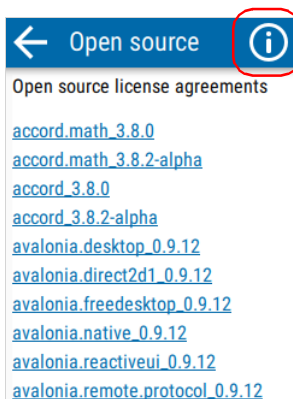 Open source
Open source license agreements
accord.math_3.8.0
accord.math_3.8.2-alpha
accord_3.8.0
accord_3.8.2-alpha
avalonia.desktop_0.9.12
avalonia.direct2d1_0.9.12
avalonia.freedesktop_0.9.12
avalonia.native_0.9.12
avalonia.reactiveui_0.9.12
avalonia.remote.protocol_0.9.12